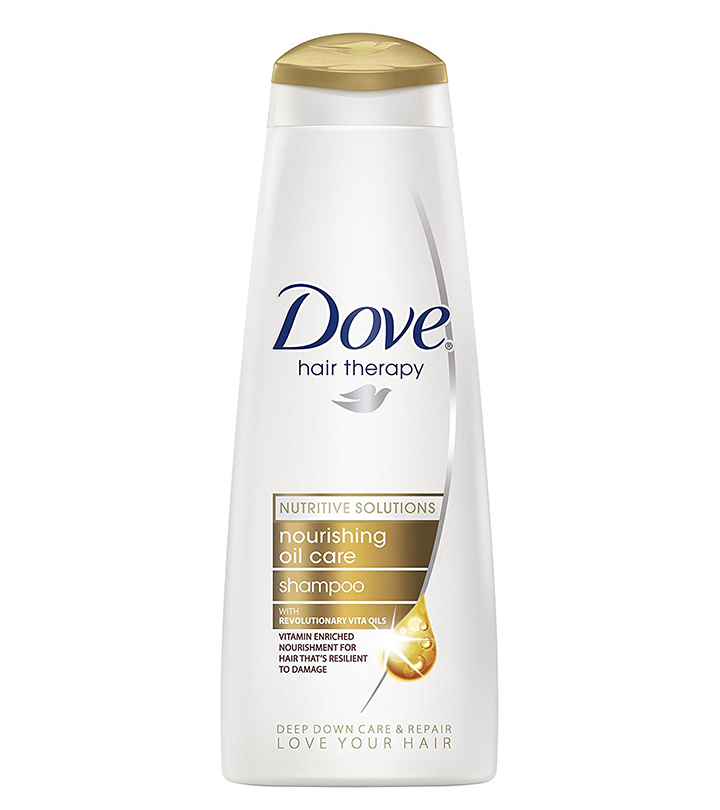 Dove®
hair therapy
NUTRITIVE SOLUTIONS
nourishing
oil care
shampoo
WITH
REVOLUTIONARY VITA OILS
VITAMIN ENRICHED
NOURISHMENT FOR
HAIR THAT'S RESILIENT
TO DAMAGE
DEEP DOWN CARE & REPAIR
LOVE YOUR HAIR